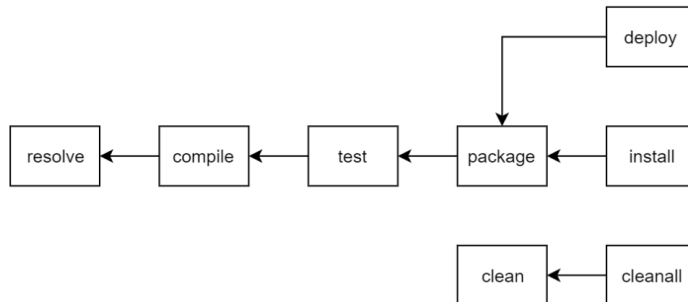 deploy
resolve
compile
test
package
install
clean
cleanall